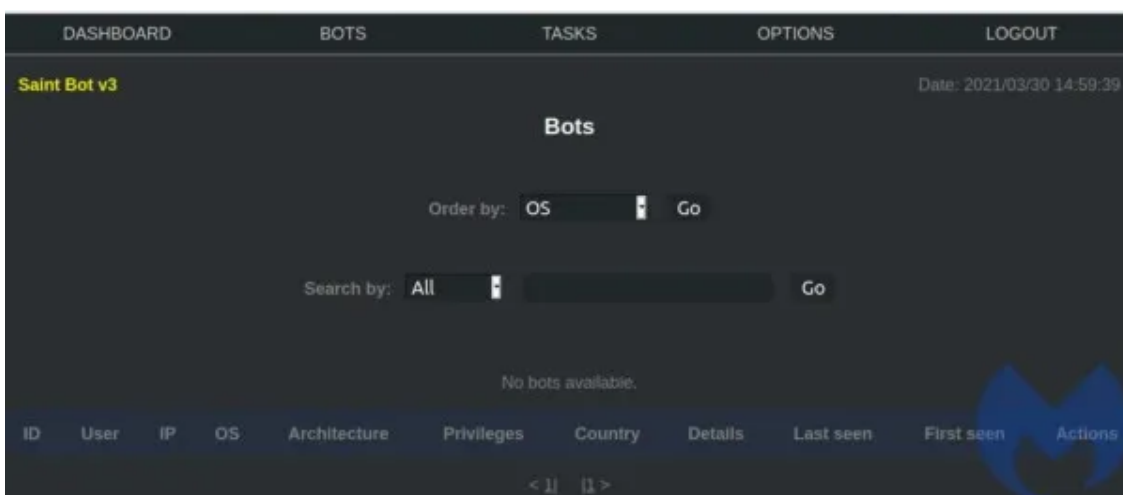 DASHBOARD BOTS TASKS OPTIONS LOGOUT
Saint Bot v3 Date: 2021/03/30 14:59:39
Bots
Order by: OS Go
Search by: All Go
No bots available.
ID User IP OS Architecture Privileges Country Details Last seen First seen Actions
< 1| |1 >